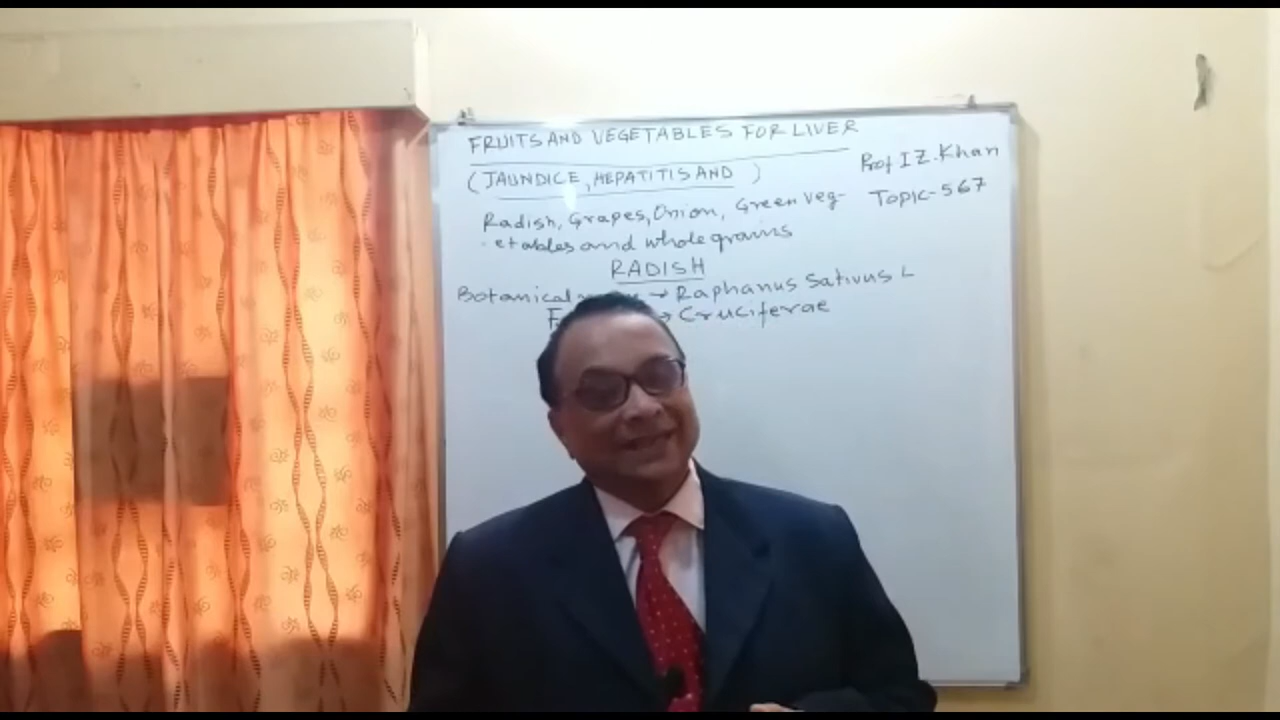 FRUITS AND VEGETABLES FOR LIVER
(JAUNDICE, HEPATITIS AND )
Prof I Z. Khan
Topic-567
Radish, Grapes, Onion, Green veg-
etables and whole grains
RADISH
Botanical → Raphanus Sativus L
→ Cruciferae